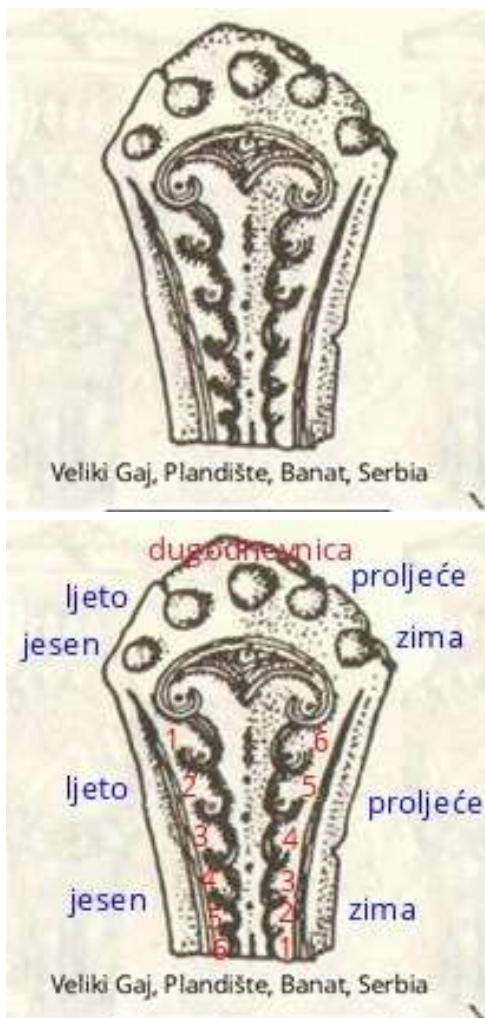 Veliki Gaj, Plandište, Banat, Serbia
dugodnevnica
ljeto proljeće
jesen zima
1 6
2 5
ljeto proljeće
3 4
4 3
jesen zima
5 2
6 1
Veliki Gaj, Plandište, Banat, Serbia